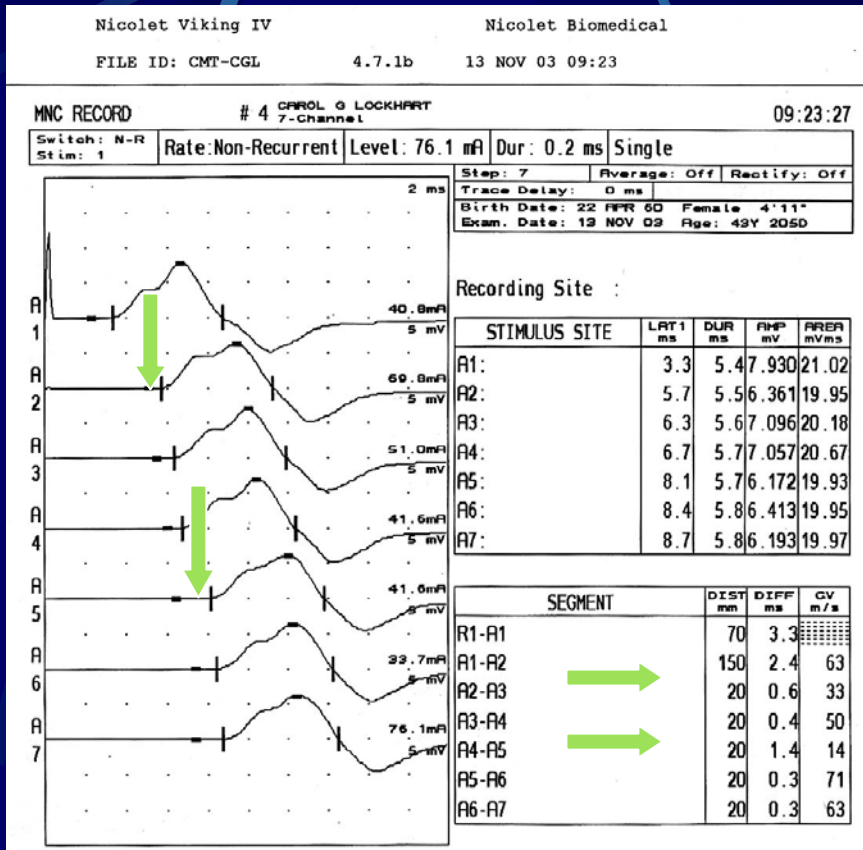 Nicolet Viking IV Nicolet Biomedical
FILE ID: CMT-CGL 4.7.1b 13 NOV 03 09:23
MNC RECORD # 4 CAROL G LOCKHART 09:23:27
7-Channel
Switch: N-R
Stim: 1
Rate:Non-Recurrent Level: 76.1 mA Dur: 0.2 ms Single
Step: 7 Average: Off Rectify: Off
Trace Delay: 0 ms
Birth Date: 22 APR 60 Female 4'11"
Exam. Date: 13 NOV 03 Age: 43Y 205D
2 ms
A
1
40.8mA
5 mV
A
2
69.8mA
5 mV
A
3
51.0mA
5 mV
A
4
41.6mA
5 mV
A
5
41.6mA
5 mV
A
6
33.7mA
5 mV
A
7
76.1mA
5 mV
Recording Site :
STIMULUS SITE LAT1 ms DUR ms AMP mV AREA mVms
A1: 3.3 5.4 7.930 21.02
A2: 5.7 5.5 6.361 19.95
A3: 6.3 5.6 7.096 20.18
A4: 6.7 5.7 7.057 20.67
A5: 8.1 5.7 6.172 19.93
A6: 8.4 5.8 6.413 19.95
A7: 8.7 5.8 6.193 19.97
SEGMENT DIST mm DIFF ms CV m/s
R1-A1 70 3.3
A1-A2 150 2.4 63
A2-A3 20 0.6 33
A3-A4 20 0.4 50
A4-A5 20 1.4 14
A5-A6 20 0.3 71
A6-A7 20 0.3 63